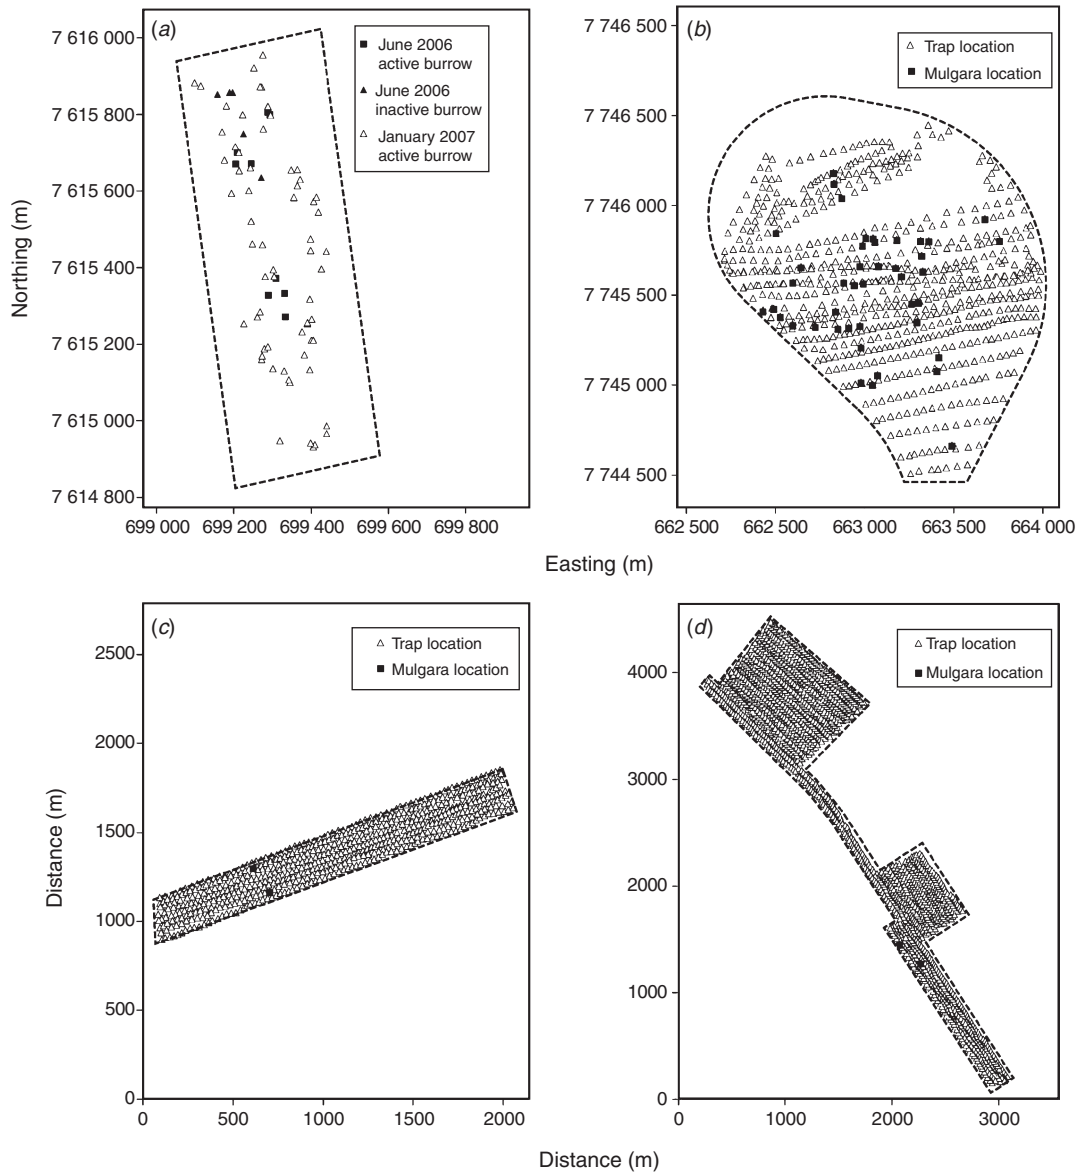 (a)
June 2006
active burrow
June 2006
inactive burrow
January 2007
active burrow
7 616 000
7 615 800
7 615 600
7 615 400
7 615 200
7 615 000
7 614 800
699 000
699 200
699 400
699 600
699 800
Northing (m)
(b)
Trap location
Mulgara location
7 746 500
7 746 500
7 746 000
7 745 500
7 745 000
7 744 500
662 500
662 500
663 000
663 500
664 000
Easting (m)
(c)
Trap location
Mulgara location
2500
2000
1500
1000
500
0
0
500
1000
1500
2000
Distance (m)
(d)
Trap location
Mulgara location
4000
3000
2000
1000
0
0
1000
2000
3000
Distance (m)